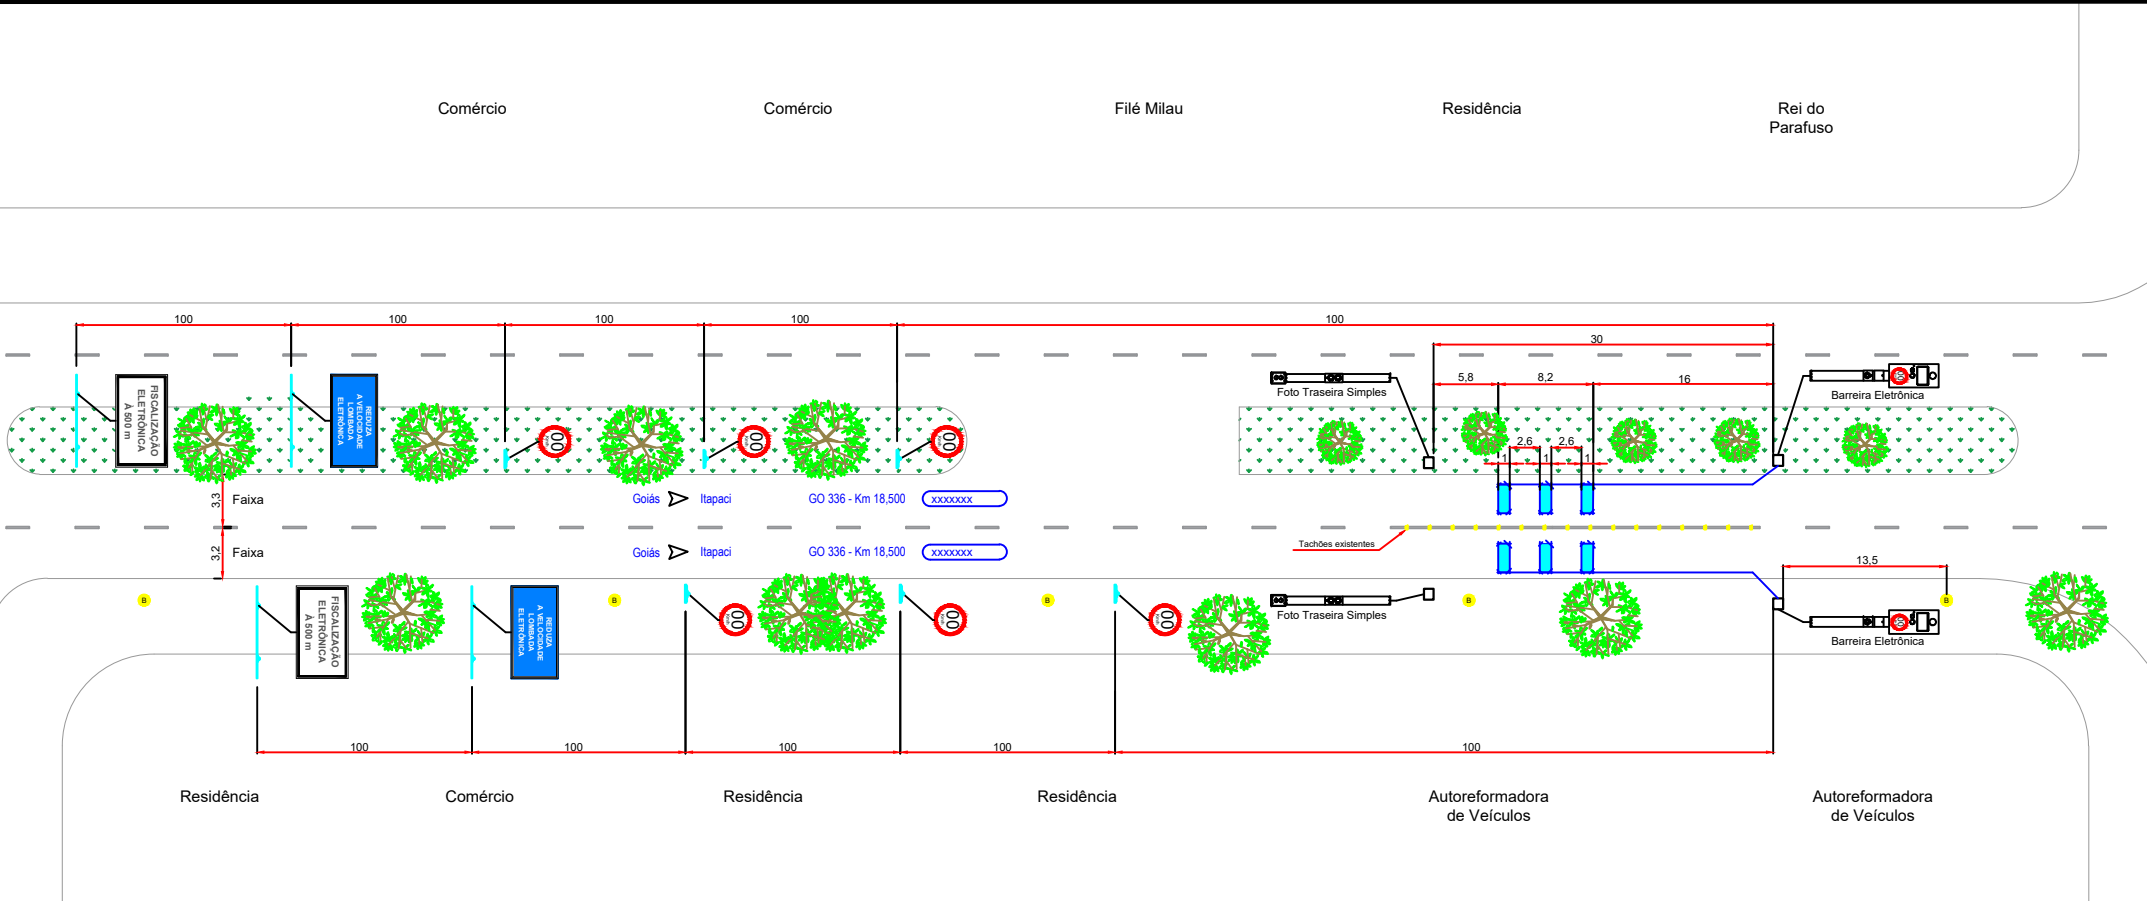 Comércio
Comércio
Filé Milau
Residência
Rei do
Parafuso
100
100
100
100
100
30
5,8
8,2
16
FISCALIZAÇÃO
ELETRÔNICA
À 500 m
REDUZA
A VELOCIDADE
LOMBADA
ELETRÔNICA
00
00
00
Foto Traseira Simples
Barreira Eletrônica
2,6
2,6
1
1
1
3,3
Faixa
Goiás
Itapaci
GO 336 - Km 18,500
xxxxxxx
3,2
Faixa
Goiás
Itapaci
GO 336 - Km 18,500
xxxxxxx
Tachões existentes
13,5
B
B
B
B
B
FISCALIZAÇÃO
ELETRÔNICA
À 500 m
REDUZA
A VELOCIDADE
LOMBADA
ELETRÔNICA
00
00
00
Foto Traseira Simples
Barreira Eletrônica
100
100
100
100
100
Residência
Comércio
Residência
Residência
Autoreformadora
de Veículos
Autoreformadora
de Veículos